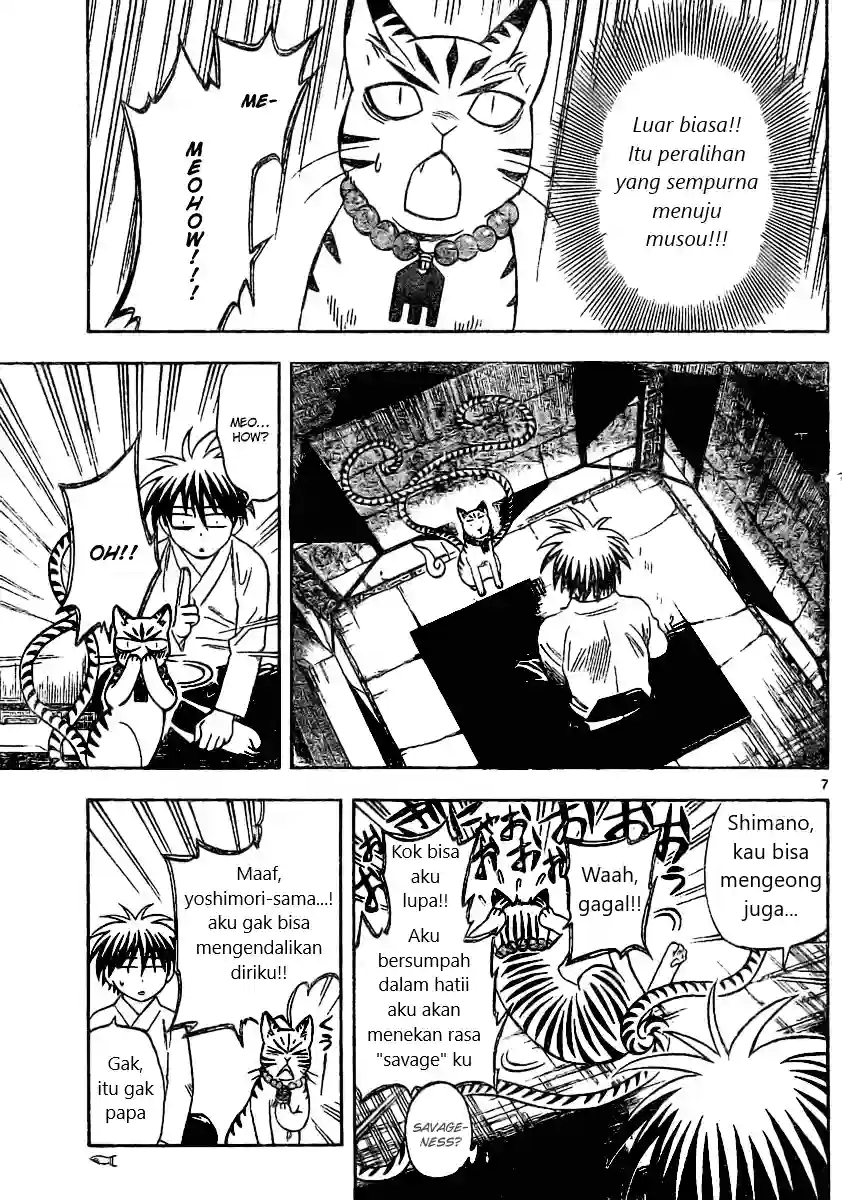 Luar biasa!!
Itu peralihan
yang sempurna
menuju
musou!!!
ME-
MEOHOW!!!
MEO...
HOW?
OH!!
7
Shimano,
kau bisa
mengeong
juga...
Waah,
gagal!!
Kok bisa
aku
lupa!!
Aku
bersumpah
dalam hatii
aku akan
menekan rasa
"savage" ku
SAVAGE-
NESS?
Maaf,
yoshimori-sama...!
aku gak bisa
mengendalikan
diriku!!
Gak,
itu gak
papa